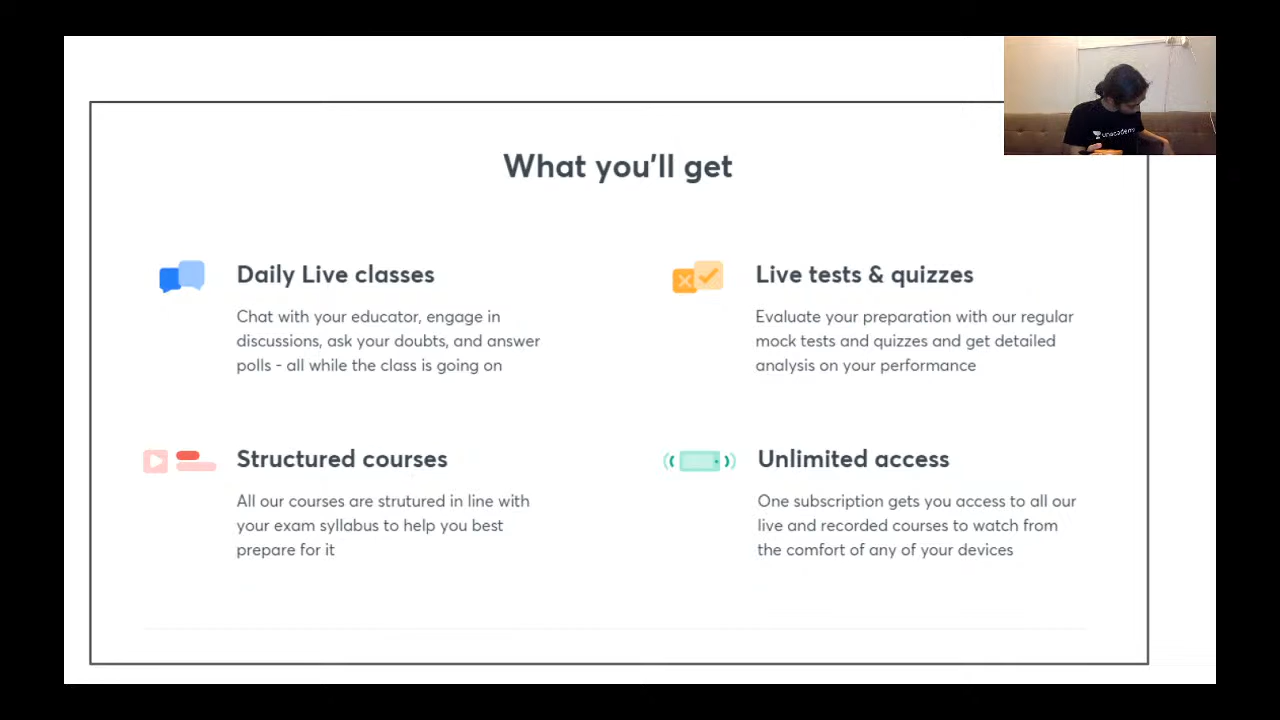 What you'll get
Daily Live classes
Chat with your educator, engage in
discussions, ask your doubts, and answer
polls - all while the class is going on
Live tests & quizzes
Evaluate your preparation with our regular
mock tests and quizzes and get detailed
analysis on your performance
Structured courses
All our courses are strutured in line with
your exam syllabus to help you best
prepare for it
Unlimited access
One subscription gets you access to all our
live and recorded courses to watch from
the comfort of any of your devices
unacademy